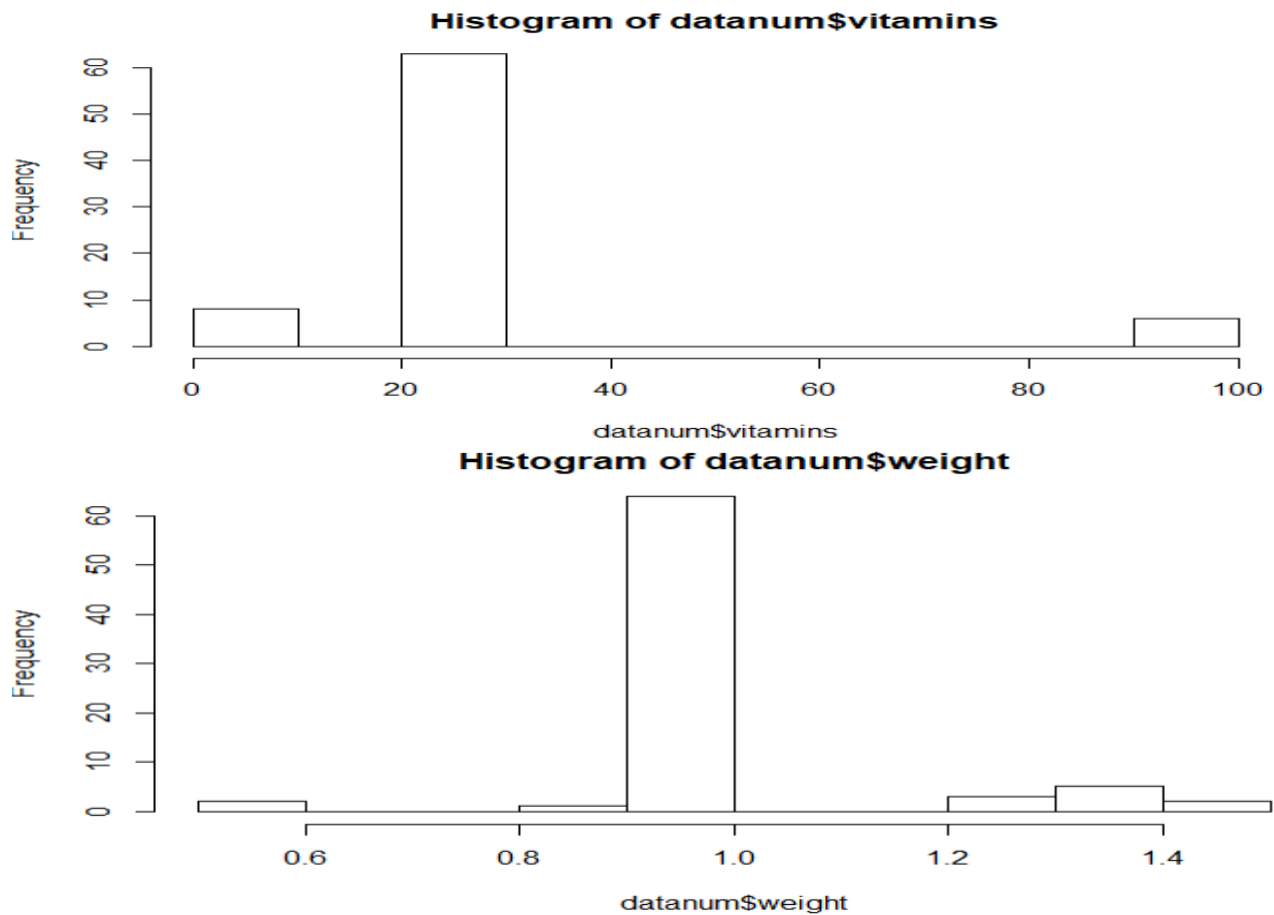 Histogram of datanum$vitamins
Frequency
0 10 20 30 40 50 60
0 20 40 60 80 100
datanum$vitamins
Histogram of datanum$weight
Frequency
0 10 20 30 40 50 60
0.6 0.8 1.0 1.2 1.4
datanum$weight